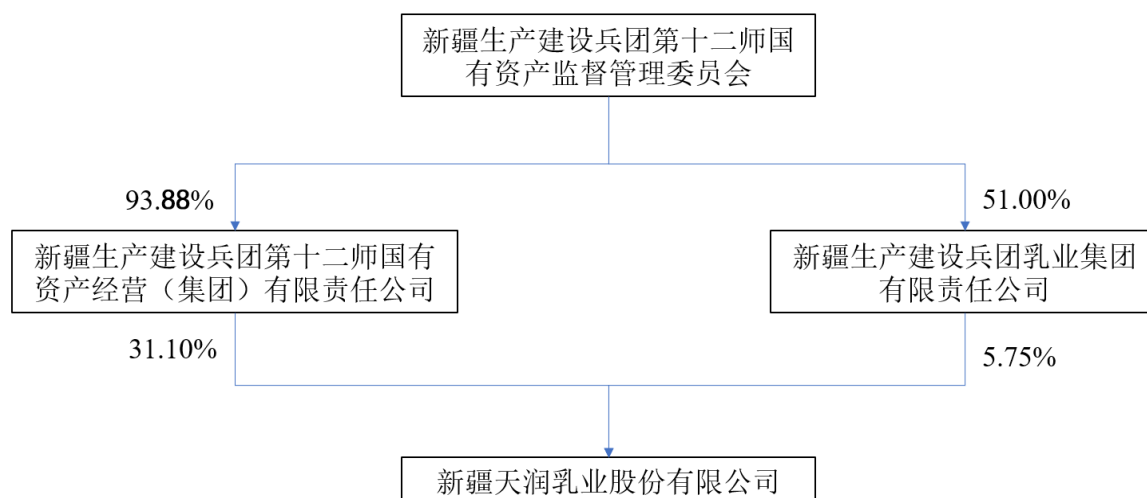 新疆生产建设兵团第十二师国
有资产监督管理委员会
93.88%
51.00%
新疆生产建设兵团第十二师国有
资产经营（集团）有限责任公司
新疆生产建设兵团乳业集团
有限责任公司
31.10%
5.75%
新疆天润乳业股份有限公司